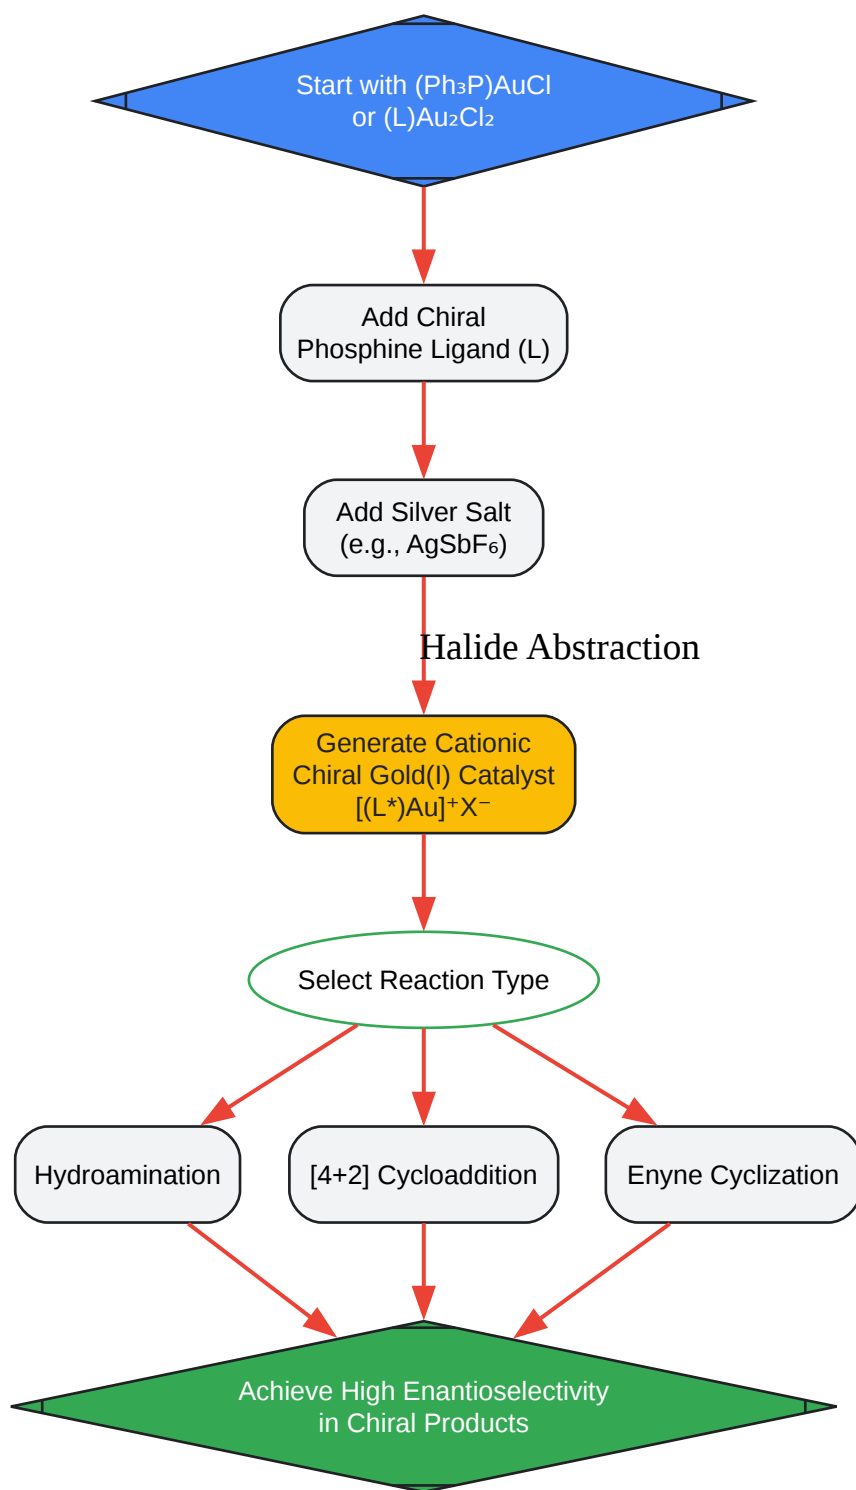 Start with (Ph₃P)AuCl
or (L)Au₂Cl₂
Add Chiral
Phosphine Ligand (L)
Add Silver Salt
(e.g., AgSbF₆)
Halide Abstraction
Generate Cationic
Chiral Gold(I) Catalyst
[(L*)Au]⁺X⁻
Select Reaction Type
Hydroamination
[4+2] Cycloaddition
Enyne Cyclization
Achieve High Enantioselectivity
in Chiral Products